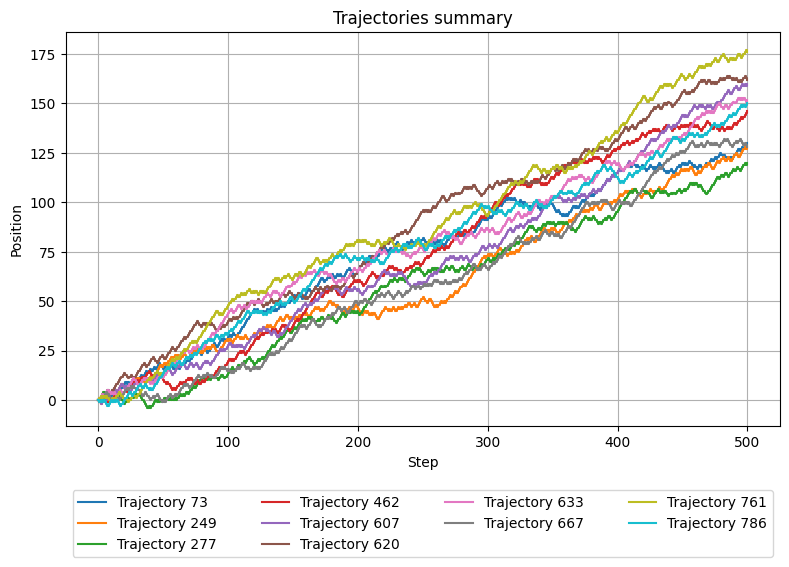 Trajectories summary
175
150
125
100
75
50
25
0
Position
0 100 200 300 400 500
Step
Trajectory 73 Trajectory 462 Trajectory 633 Trajectory 761
Trajectory 249 Trajectory 607 Trajectory 667 Trajectory 786
Trajectory 277 Trajectory 620